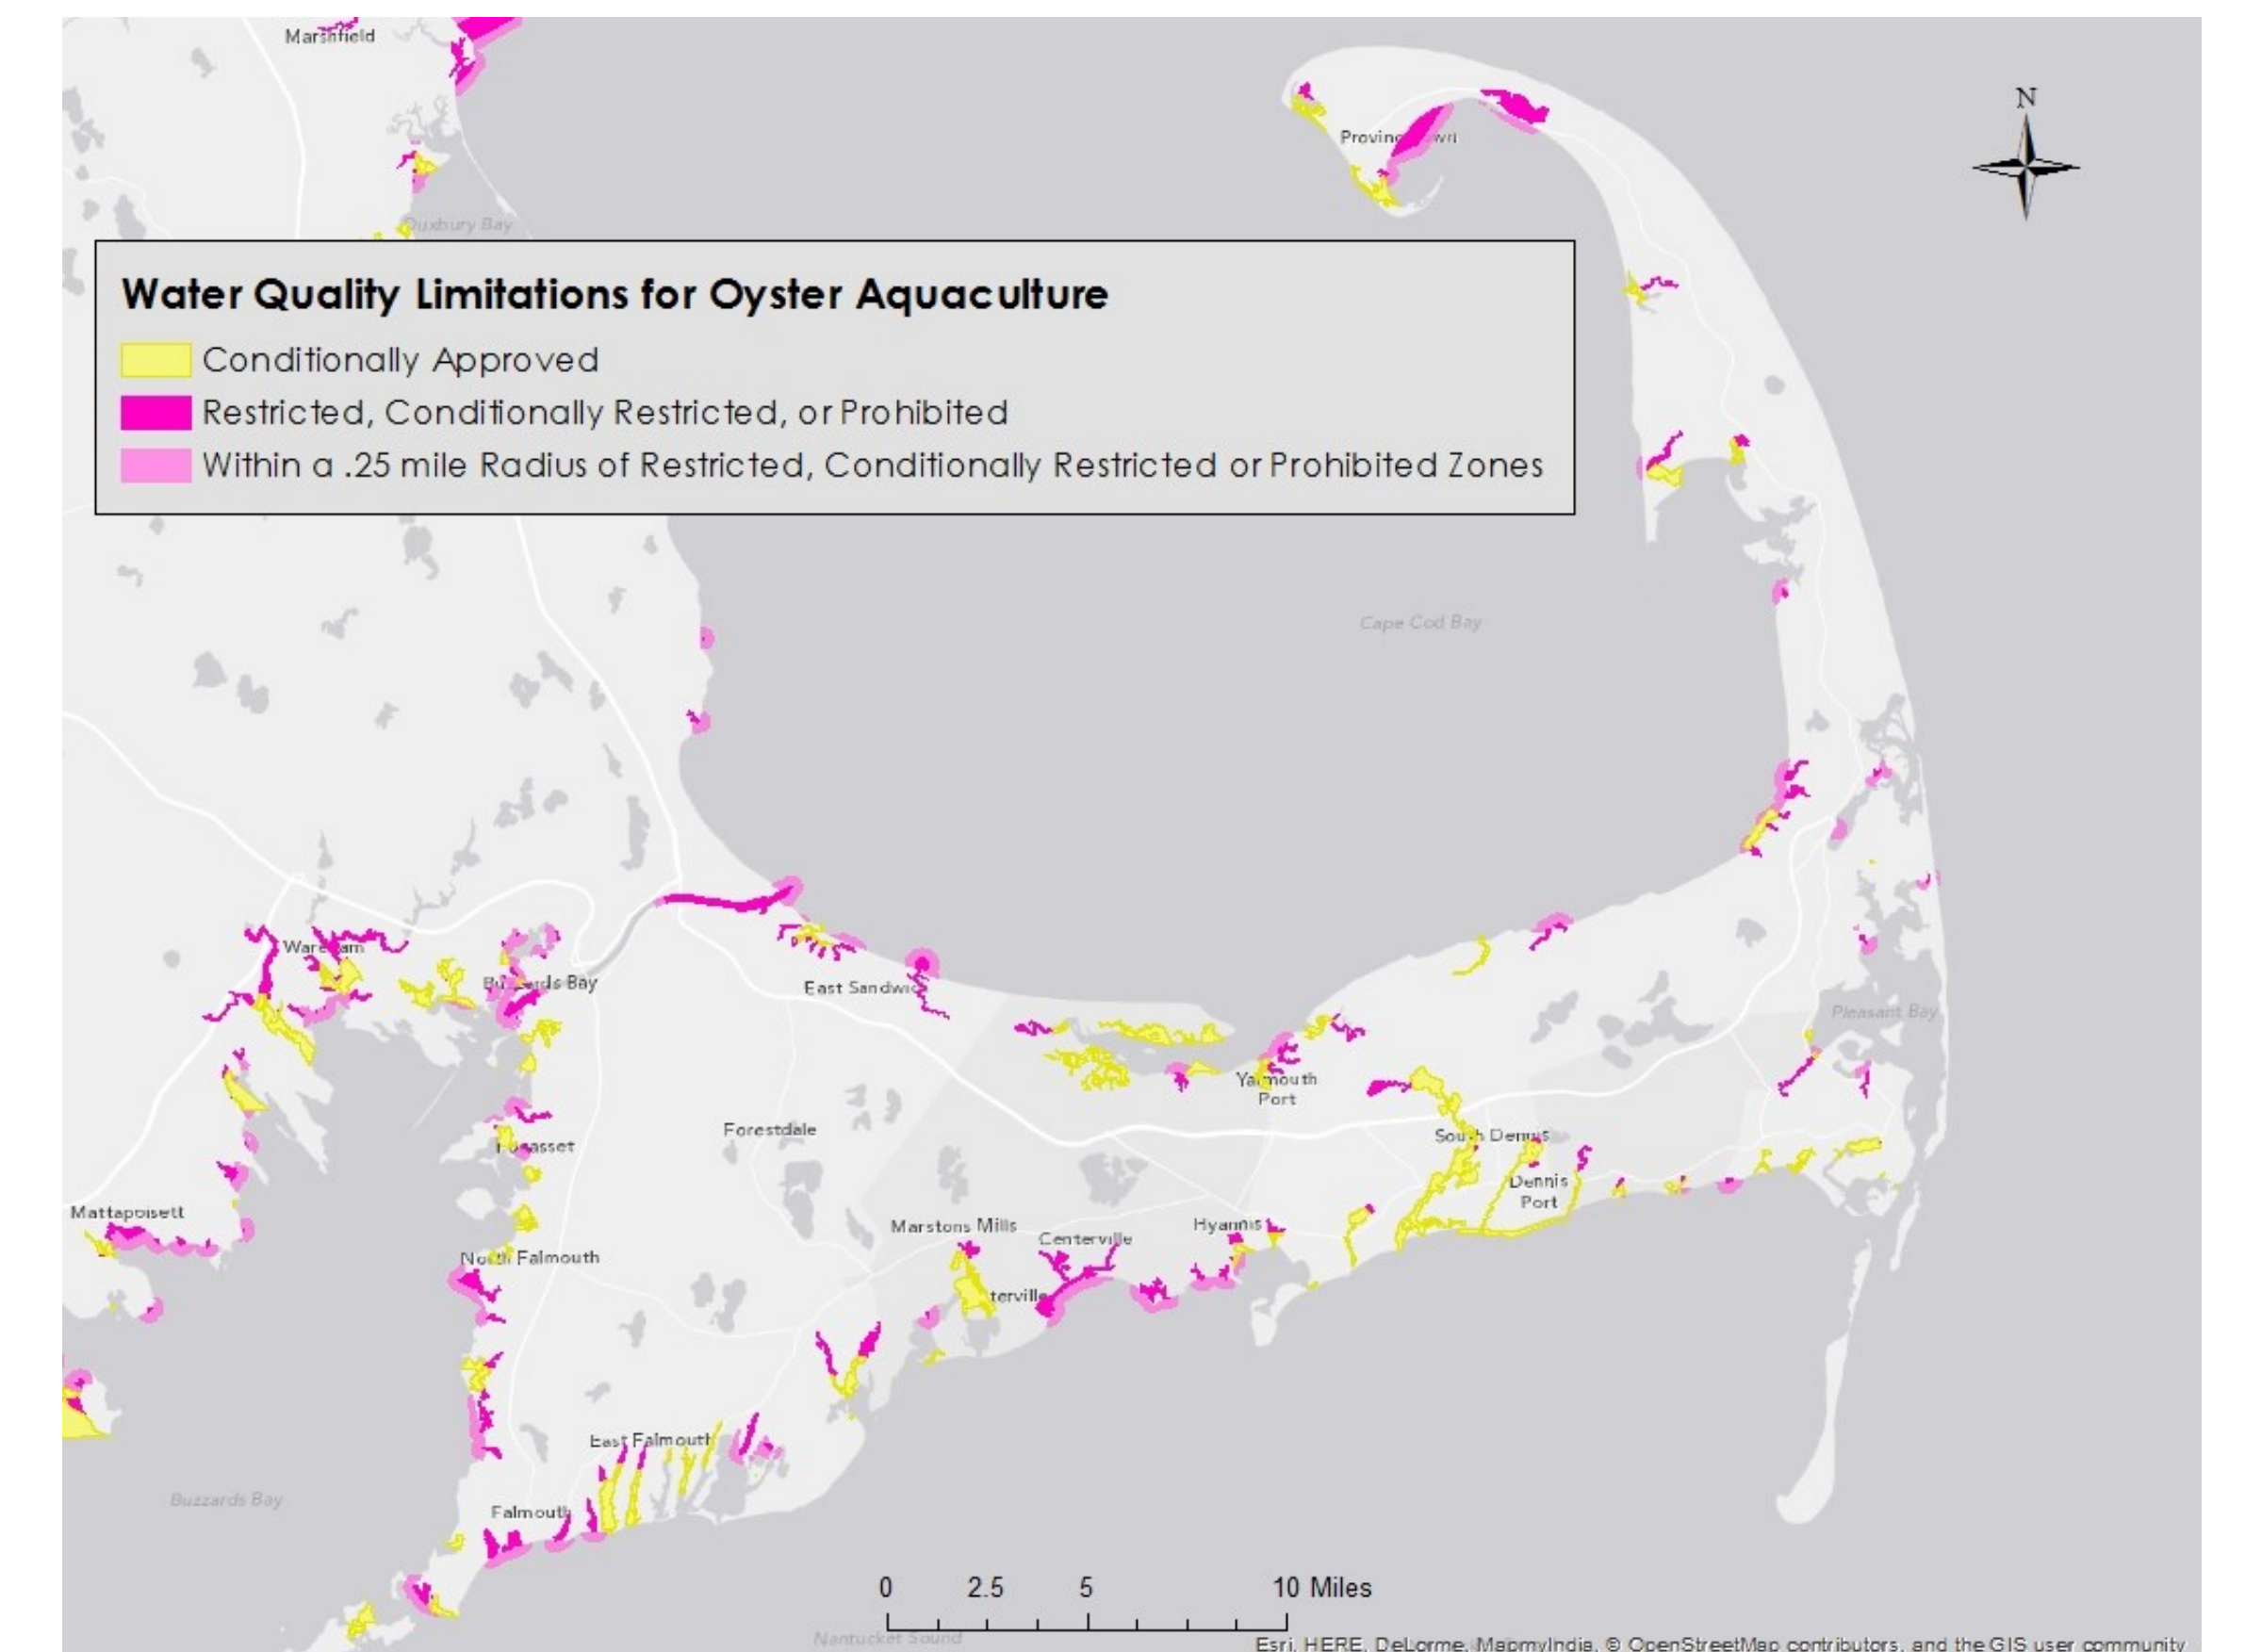 Marshfield
N
Duxbury Bay
Water Quality Limitations for Oyster Aquaculture
Conditionally Approved
Restricted, Conditionally Restricted, or Prohibited
Within a .25 mile Radius of Restricted, Conditionally Restricted or Prohibited Zones
Cape Cod Bay
East Sandwic
Pleasant Bay
Yarmouth
Port
Forestdale
South Dennis
Dennis
Port
Mattapoisett
Marstons Mills
Centerville
Hyannis
terville
North Falmouth
East Falmouth
Buzzards Bay
Falmouth
0 2.5 5 10 Miles
Nantucket Sound
Esri, HERE, DeLorme, MapmyIndia, © OpenStreetMap contributors, and the GIS user community